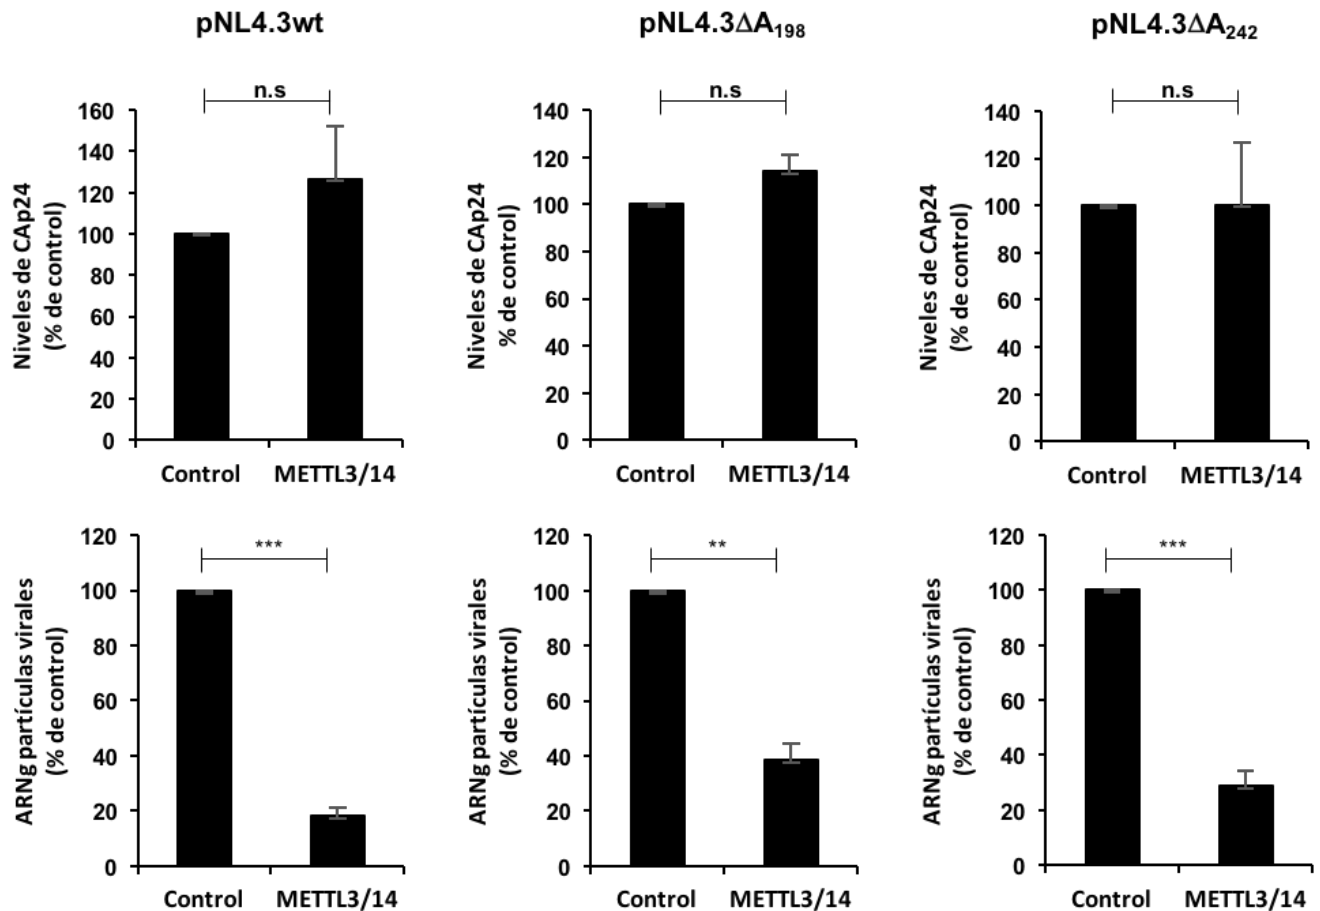 pNL4.3wt
pNL4.3ΔA₁₉₈
pNL4.3ΔA₂₄₂
n.s
160
140
120
100
80
60
40
20
0
Niveles de CAp24
(% de control)
Control
METTL3/14
n.s
140
120
100
80
60
40
20
0
Niveles de CAp24
% de control)
Control
METTL3/14
n.s
140
120
100
80
60
40
20
0
Niveles de CAp24
(% de control)
Control
METTL3/14
***
120
100
80
60
40
20
0
ARNg partículas virales
(% de control)
Control
METTL3/14
**
120
100
80
60
40
20
0
ARNg partículas virales
(% de control)
Control
METTL3/14
***
120
100
80
60
40
20
0
ARNg partículas virales
(% de control)
Control
METTL3/14